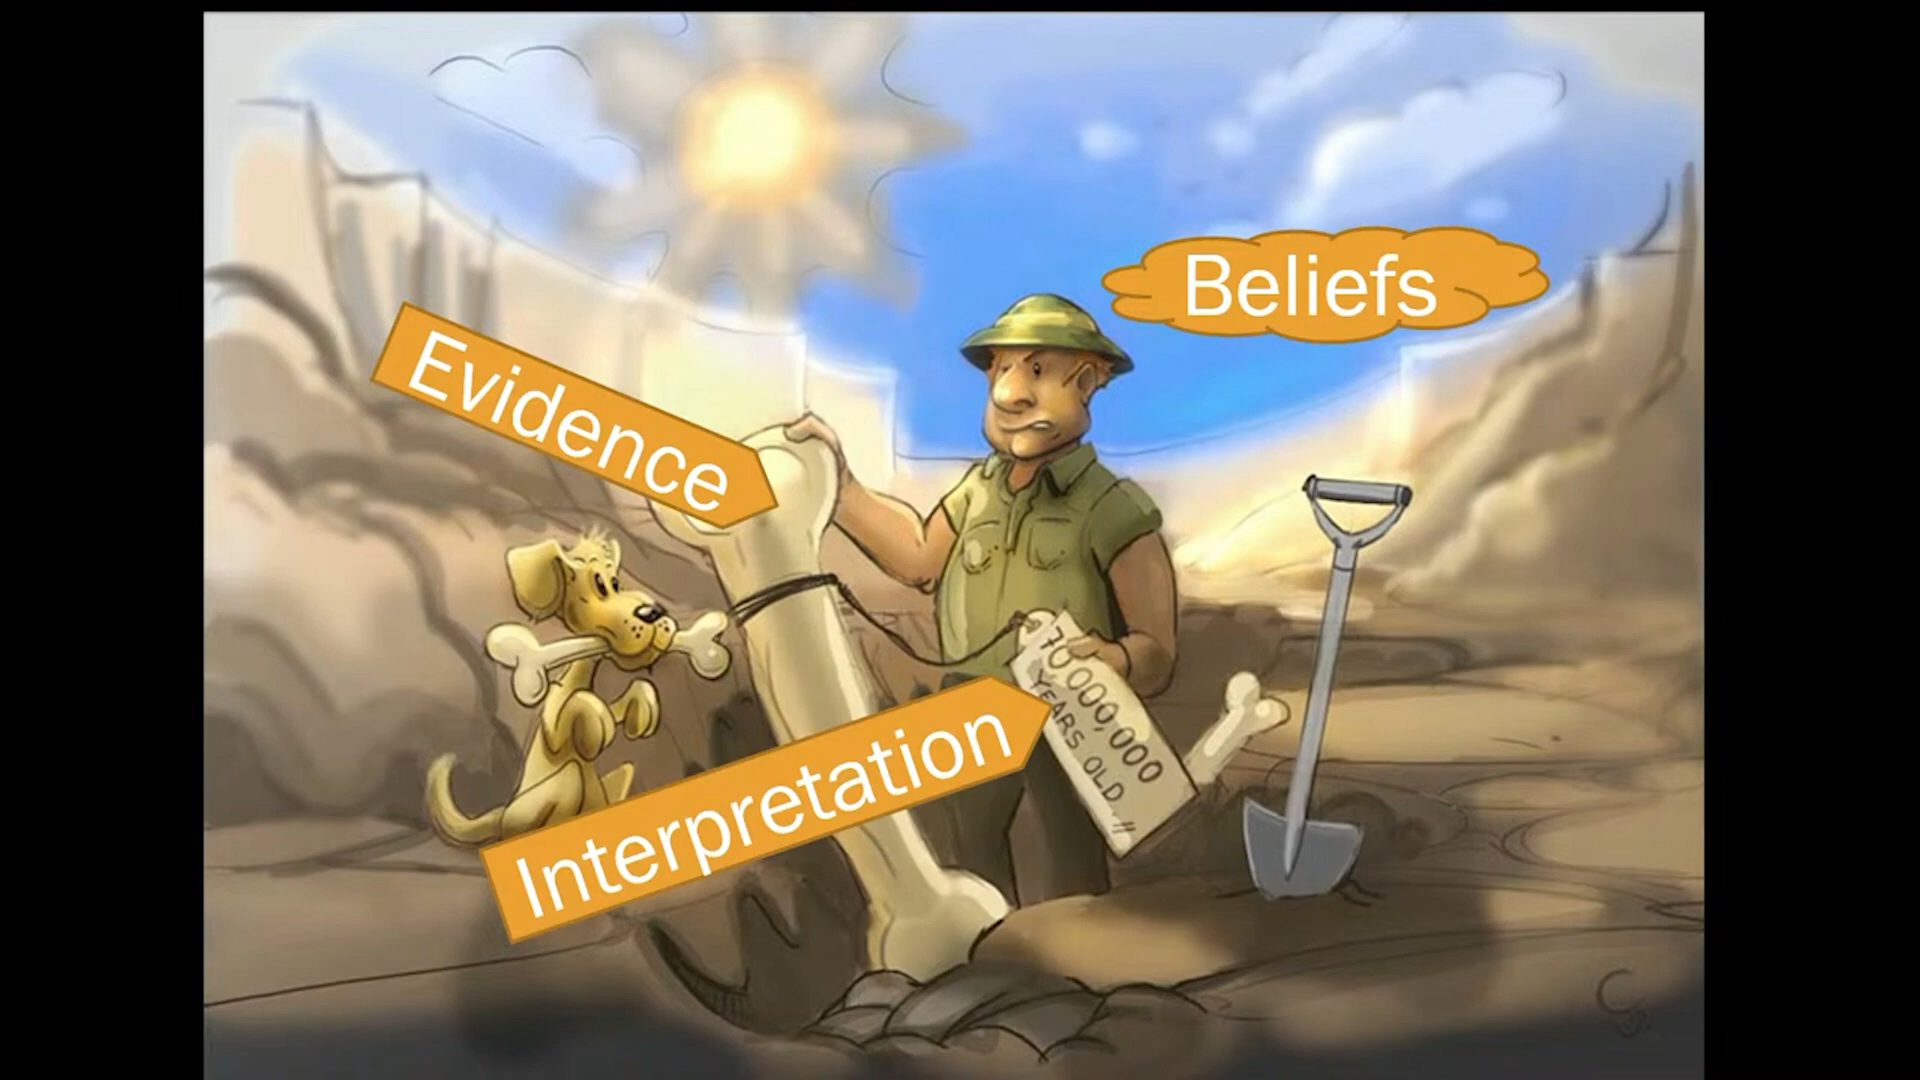 Beliefs
Evidence
70,000,000
YEARS OLD..!!
Interpretation